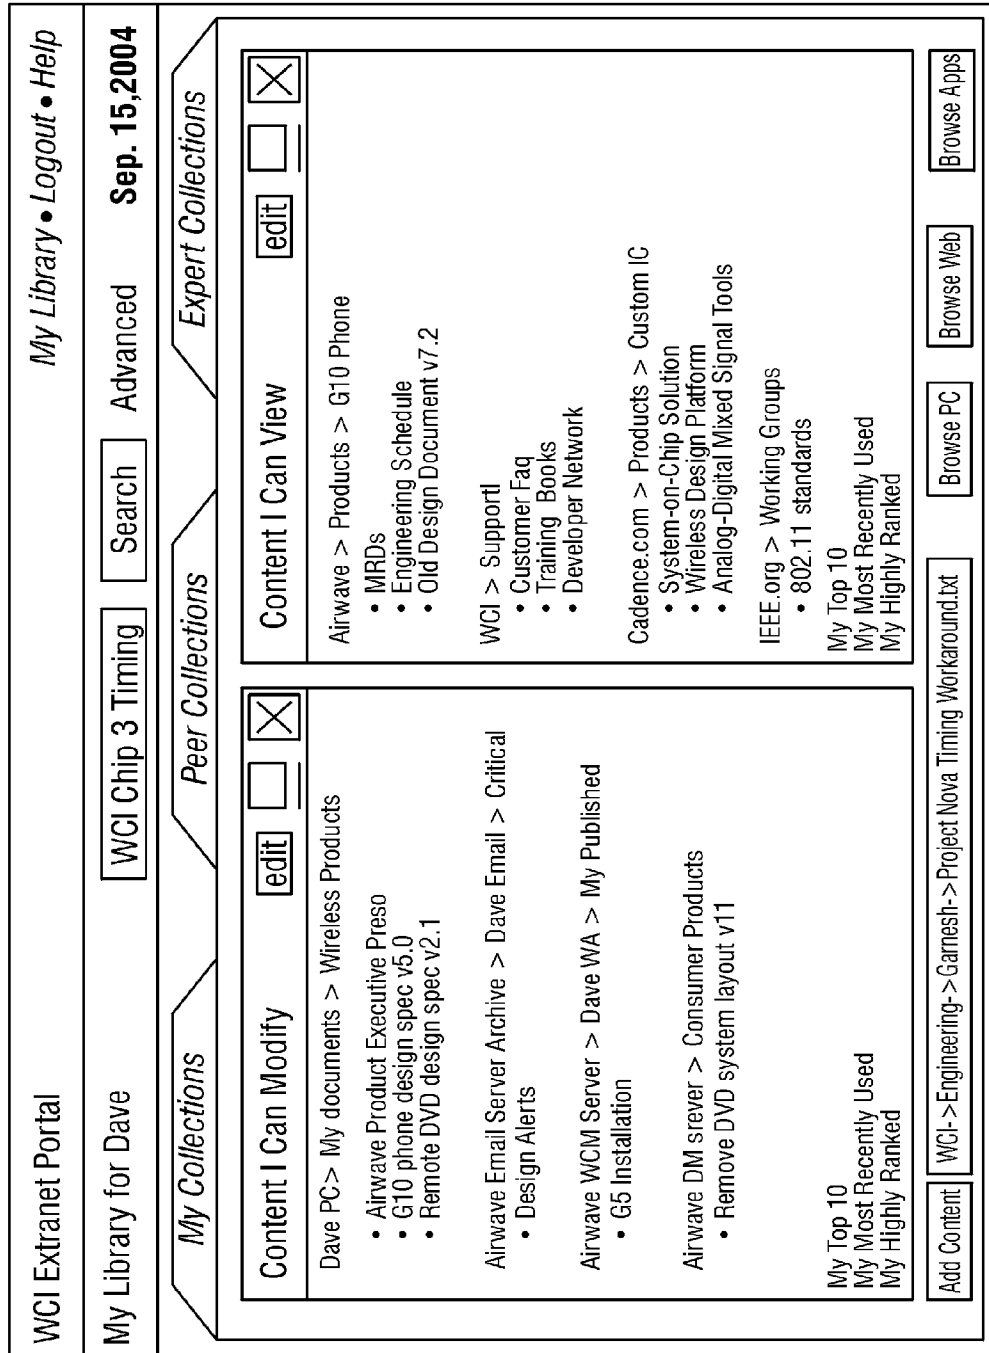 WCI Extranet Portal My Library • Logout • Help
My Library for Dave WCI Chip 3 Timing Search Advanced Sep. 15,2004
My Collections Peer Collections Expert Collections
Content I Can Modify edit
Dave PC> My documents > Wireless Products
• Airwave Product Executive Preso
• G10 phone design spec v5.0
• Remote DVD design spec v2.1
Airwave Email Server Archive > Dave Email > Critical
• Design Alerts
Airwave WCM Server > Dave WA > My Published
• G5 Installation
Airwave DM srever > Consumer Products
• Remove DVD system layout v11
My Top 10
My Most Recently Used
My Highly Ranked
Content I Can View edit
Airwave > Products > G10 Phone
• MRDs
• Engineering Schedule
• Old Design Document v7.2
WCI > Supportl
• Customer Faq
• Training Books
• Developer Network
Cadence.com > Products > Custom IC
• System-on-Chip Solution
• Wireless Design Platform
• Analog-Digital Mixed Signal Tools
IEEE.org > Working Groups
• 802.11 standards
My Top 10
My Most Recently Used
My Highly Ranked
Add Content WCI->Engineering->Garnesh->Project Nova Timing Workaround.txt Browse PC Browse Web Browse Apps